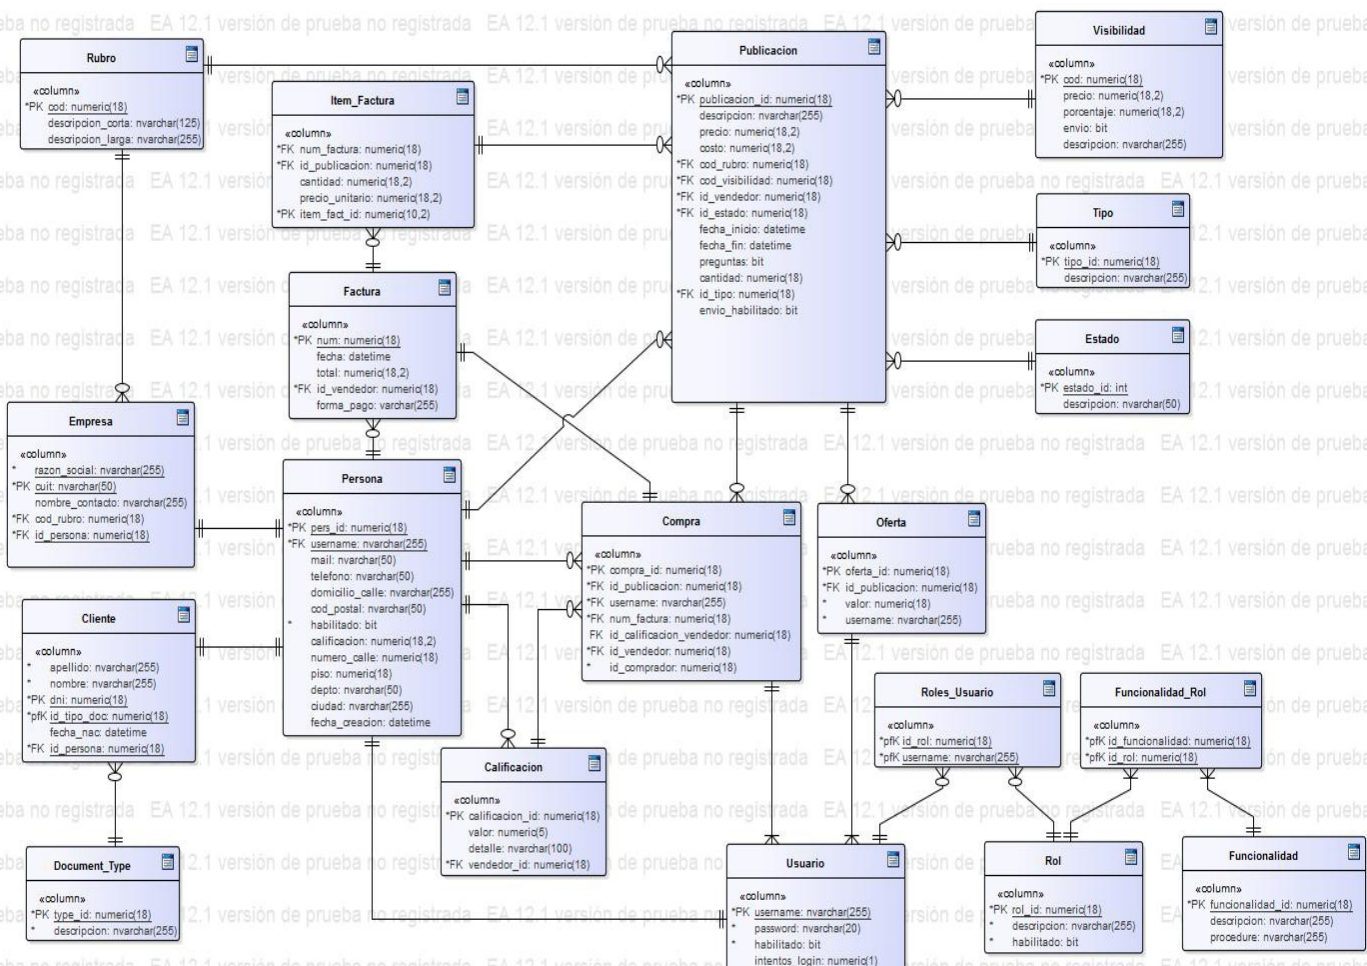 Rubro
«column»
*PK cod: numeric(18)
descripcion_corta: nvarchar(125)
descripcion_larga: nvarchar(255)
Item_Factura
«column»
*FK num_factura: numeric(18)
*FK id_publicacion: numeric(18)
cantidad: numeric(18,2)
precio_unitario: numeric(18,2)
*PK item_fact_id: numeric(10,2)
Publicacion
«column»
*PK publicacion_id: numeric(18)
descripcion: nvarchar(255)
precio: numeric(18,2)
costo: numeric(18,2)
*FK cod_rubro: numeric(18)
*FK cod_visibilidad: numeric(18)
*FK id_vendedor: numeric(18)
*FK id_estado: numeric(18)
fecha_inicio: datetime
fecha_fin: datetime
preguntas: bit
cantidad: numeric(18)
*FK id_tipo: numeric(18)
envio_habilitado: bit
Visibilidad
«column»
*PK cod: numeric(18)
precio: numeric(18,2)
porcentaje: numeric(18,2)
envio: bit
descripcion: nvarchar(255)
Tipo
«column»
*PK tipo_id: numeric(18)
descripcion: nvarchar(255)
Factura
«column»
*PK num: numeric(18)
fecha: datetime
total: numeric(18,2)
*FK id_vendedor: numeric(18)
forma_pago: varchar(255)
Estado
«column»
*PK estado_id: int
descripcion: nvarchar(50)
Empresa
«column»
* razon_social: nvarchar(255)
*PK cuit: nvarchar(50)
nombre_contacto: nvarchar(255)
*FK cod_rubro: numeric(18)
*FK id_persona: numeric(18)
Persona
«column»
*PK pers_id: numeric(18)
*FK username: nvarchar(255)
mail: nvarchar(50)
telefono: nvarchar(50)
domicilio_calle: nvarchar(255)
cod_postal: nvarchar(50)
* habilitado: bit
calificacion: numeric(18,2)
numero_calle: numeric(18)
piso: numeric(18)
depto: nvarchar(50)
ciudad: nvarchar(255)
fecha_creacion: datetime
Compra
«column»
*PK compra_id: numeric(18)
*FK id_publicacion: numeric(18)
*FK username: nvarchar(255)
*FK num_factura: numeric(18)
FK id_calificacion_vendedor: numeric(18)
*FK id_vendedor: numeric(18)
* id_comprador: numeric(18)
Oferta
«column»
*PK oferta_id: numeric(18)
*FK id_publicacion: numeric(18)
* valor: numeric(18)
* username: nvarchar(255)
Cliente
«column»
* apellido: nvarchar(255)
* nombre: nvarchar(255)
*PK dni: numeric(18)
*pfK id_tipo_doc: numeric(18)
fecha_nac: datetime
*FK id_persona: numeric(18)
Roles_Usuario
«column»
*pfK id_rol: numeric(18)
*pfK username: nvarchar(255)
Funcionalidad_Rol
«column»
*pfK id_funcionalidad: numeric(18)
*pfK id_rol: numeric(18)
Calificacion
«column»
*PK calificacion_id: numeric(18)
valor: numeric(5)
detalle: nvarchar(100)
*FK vendedor_id: numeric(18)
Document_Type
«column»
*PK type_id: numeric(18)
* descripcion: nvarchar(255)
Usuario
«column»
*PK username: nvarchar(255)
* password: nvarchar(20)
* habilitado: bit
intentos_login: numeric(1)
Rol
«column»
*PK rol_id: numeric(18)
* descripcion: nvarchar(255)
* habilitado: bit
Funcionalidad
«column»
*PK funcionalidad_id: numeric(18)
descripcion: nvarchar(255)
procedure: nvarchar(255)
EA 12.1 versión de prueba no registrada